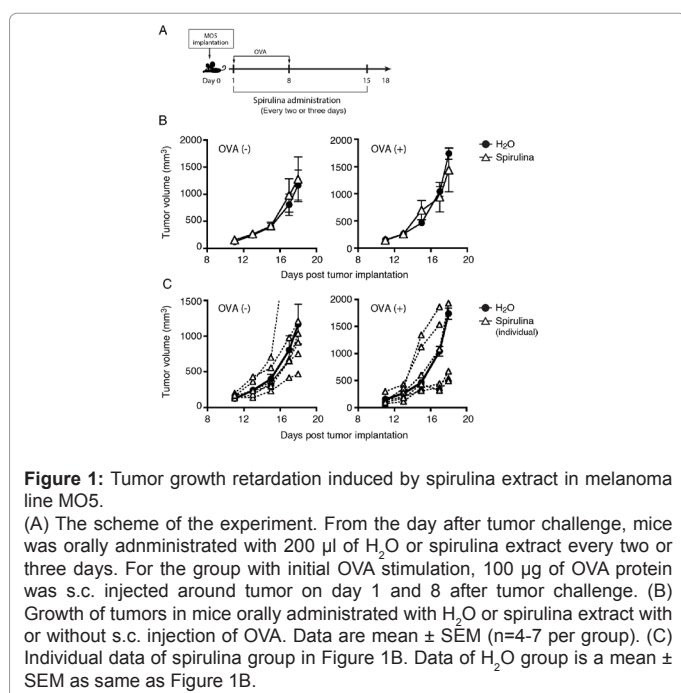 A
MO5
implantation
OVA
Day 0
1
8
15
18
Spirulina administration
(Every two or three days)
B
2000
OVA (-)
1500
1000
500
0
Tumor volume (mm³)
8 12 16 20
Days post tumor implantation
2000
OVA (+)
1500
1000
500
0
8 12 16 20
Days post tumor implantation
H₂O
Spirulina
C
1500
OVA (-)
1000
500
0
Tumor volume (mm³)
8 12 16 20
Days post tumor implantation
2000
OVA (+)
1500
1000
500
0
8 12 16 20
Days post tumor implantation
H₂O
Spirulina
(individual)
Figure 1: Tumor growth retardation induced by spirulina extract in melanoma
line MO5.
(A) The scheme of the experiment. From the day after tumor challenge, mice
was orally adnministrated with 200 µl of H₂O or spirulina extract every two or
three days. For the group with initial OVA stimulation, 100 µg of OVA protein
was s.c. injected around tumor on day 1 and 8 after tumor challenge. (B)
Growth of tumors in mice orally administrated with H₂O or spirulina extract with
or without s.c. injection of OVA. Data are mean ± SEM (n=4-7 per group). (C)
Individual data of spirulina group in Figure 1B. Data of H₂O group is a mean ±
SEM as same as Figure 1B.